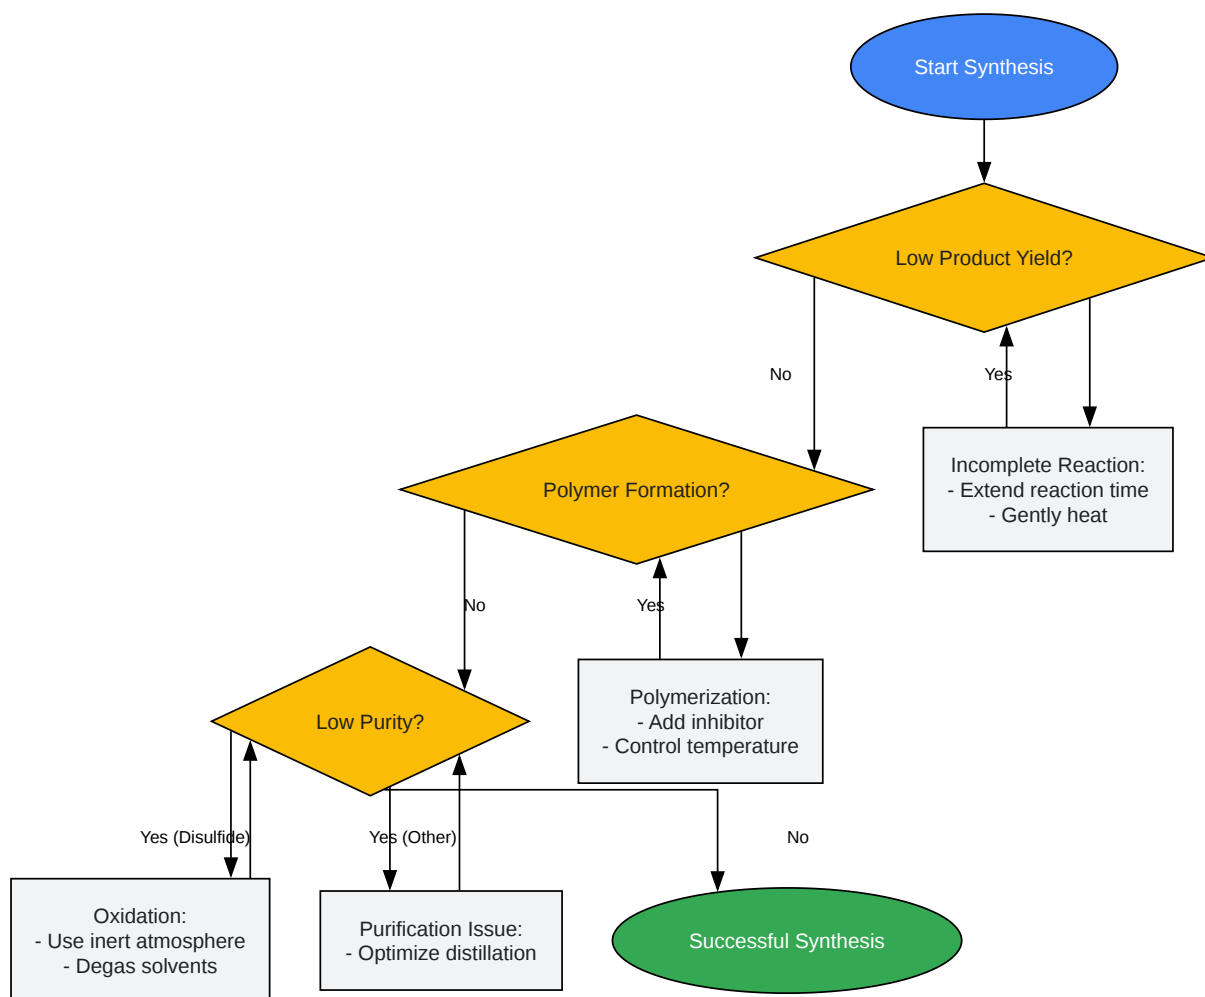 Start Synthesis
Low Product Yield?
No
Yes
Incomplete Reaction:
- Extend reaction time
- Gently heat
Polymer Formation?
No
Yes
Polymerization:
- Add inhibitor
- Control temperature
Low Purity?
Yes (Disulfide)
Yes (Other)
No
Oxidation:
- Use inert atmosphere
- Degas solvents
Purification Issue:
- Optimize distillation
Successful Synthesis